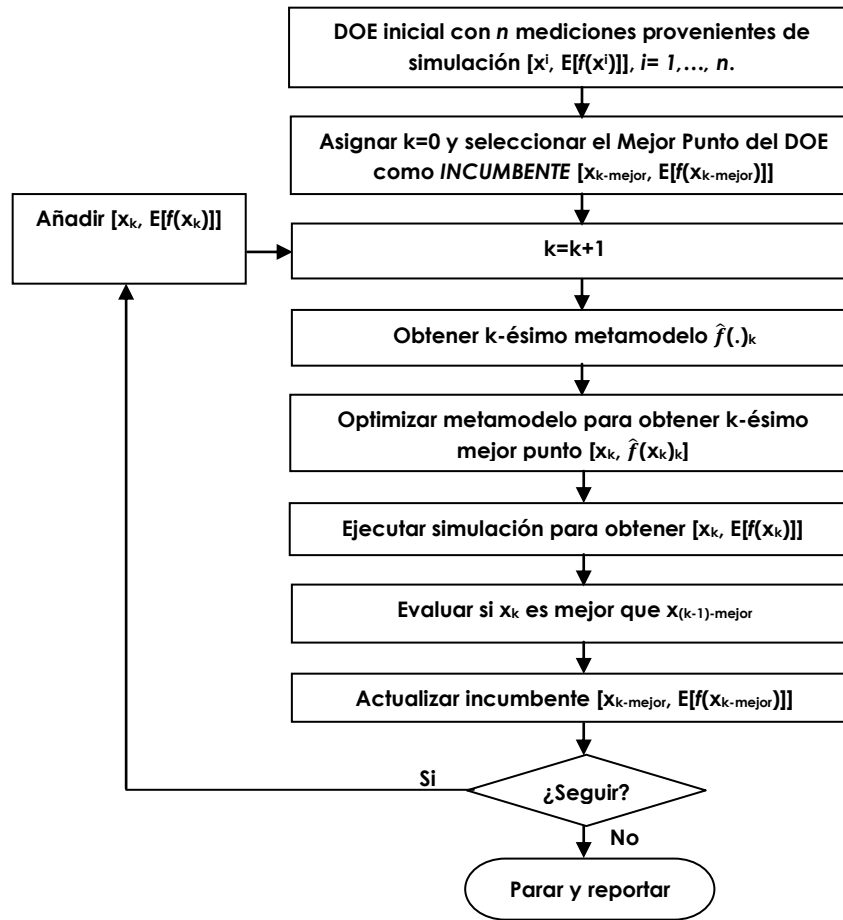 DOE inicial con n mediciones provenientes de
simulación [xⁱ, E[f(xⁱ)]], i= 1,…, n.
Asignar k=0 y seleccionar el Mejor Punto del DOE
como INCUMBENTE [xₖ₋mejor, E[f(xₖ₋mejor)]]
Añadir [xₖ, E[f(xₖ)]]
k=k+1
Obtener k-ésimo metamodelo f̂(.)ₖ
Optimizar metamodelo para obtener k-ésimo
mejor punto [xₖ, f̂(xₖ)ₖ]
Ejecutar simulación para obtener [xₖ, E[f(xₖ)]]
Evaluar si xₖ es mejor que x₍ₖ₋₁₎₋mejor
Actualizar incumbente [xₖ₋mejor, E[f(xₖ₋mejor)]]
Si
¿Seguir?
No
Parar y reportar